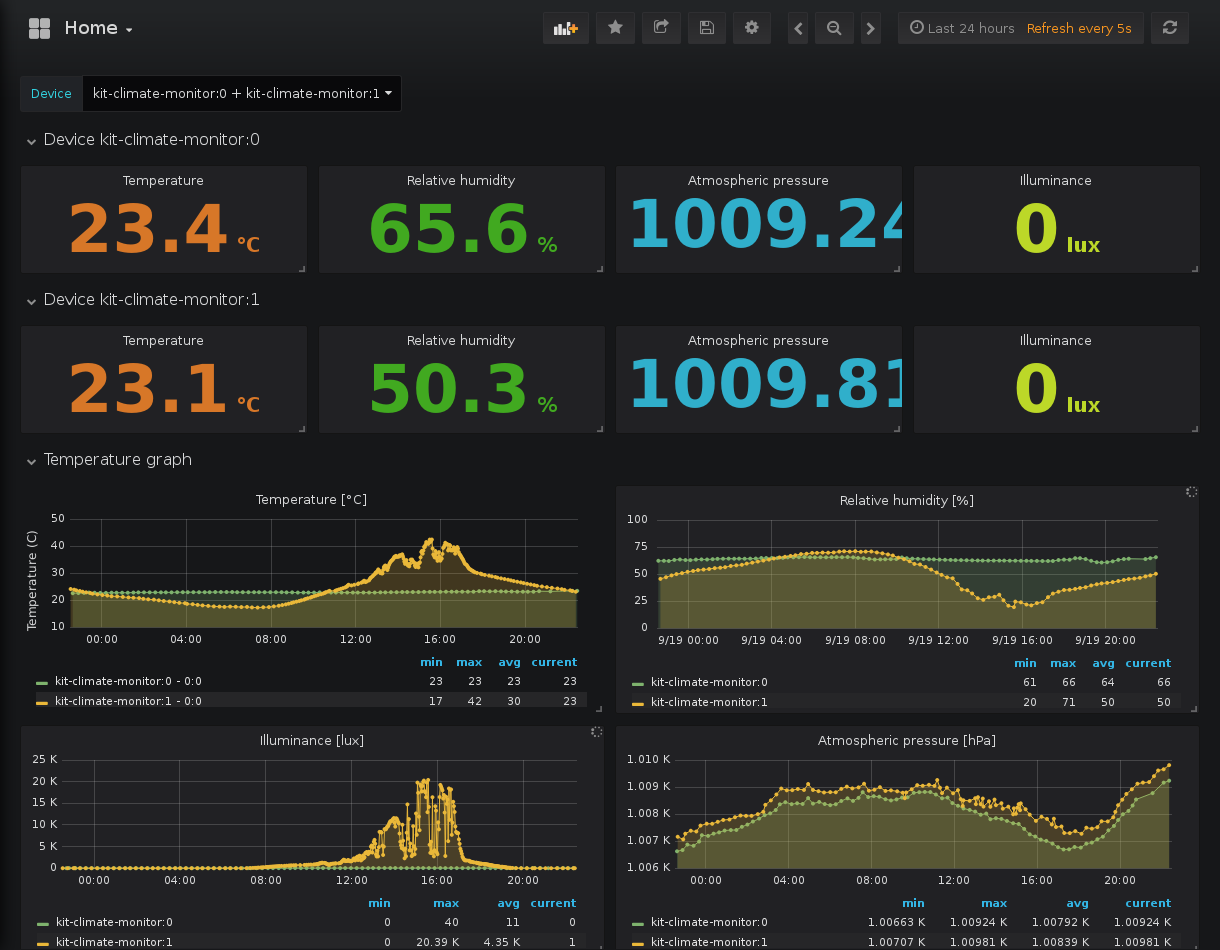 Home
Last 24 hours Refresh every 5s
Device kit-climate-monitor:0 + kit-climate-monitor:1
Device kit-climate-monitor:0
Temperature Relative humidity Atmospheric pressure Illuminance
23.4 °C 65.6 % 1009.24 0 lux
Device kit-climate-monitor:1
Temperature Relative humidity Atmospheric pressure Illuminance
23.1 °C 50.3 % 1009.81 0 lux
Temperature graph
Temperature [°C]
Temperature (C)
50
40
30
20
10
00:00 04:00 08:00 12:00 16:00 20:00
min max avg current
kit-climate-monitor:0 - 0:0 23 23 23 23
kit-climate-monitor:1 - 0:0 17 42 30 23
Relative humidity [%]
100
75
50
25
0
9/19 00:00 9/19 04:00 9/19 08:00 9/19 12:00 9/19 16:00 9/19 20:00
min max avg current
kit-climate-monitor:0 61 66 64 66
kit-climate-monitor:1 20 71 50 50
Illuminance [lux]
25 K
20 K
15 K
10 K
5 K
0
00:00 04:00 08:00 12:00 16:00 20:00
min max avg current
kit-climate-monitor:0 0 40 11 0
kit-climate-monitor:1 0 20.39 K 4.35 K 1
Atmospheric pressure [hPa]
1.010 K
1.009 K
1.008 K
1.007 K
1.006 K
00:00 04:00 08:00 12:00 16:00 20:00
min max avg current
kit-climate-monitor:0 1.00663 K 1.00924 K 1.00792 K 1.00924 K
kit-climate-monitor:1 1.00707 K 1.00981 K 1.00839 K 1.00981 K